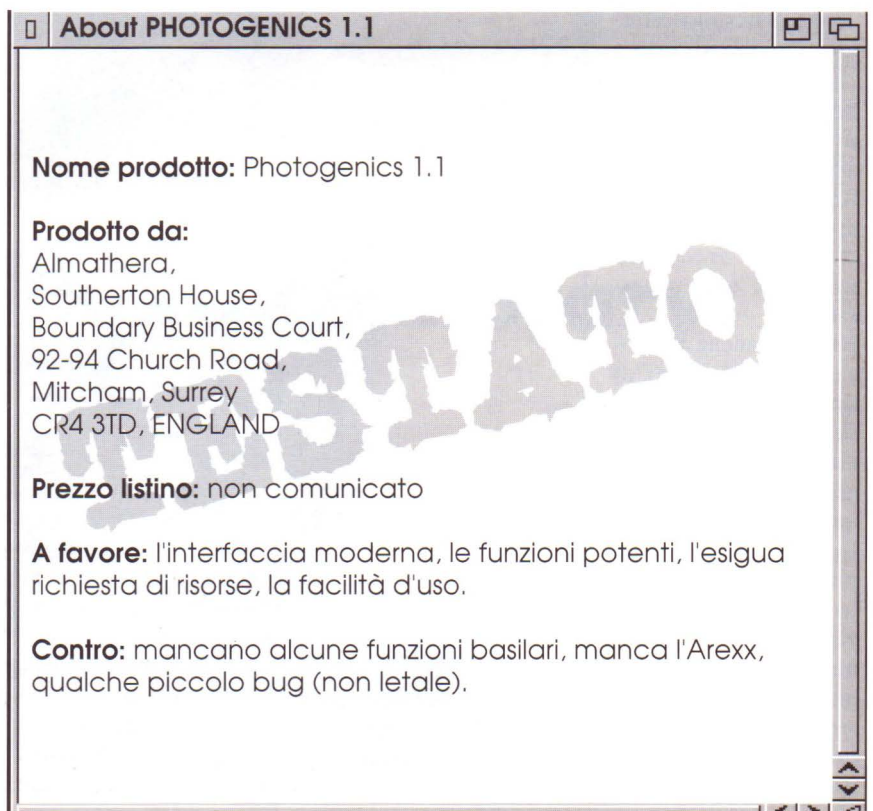 About PHOTOGENICS 1.1
Nome prodotto: Photogenics 1.1
Prodotto da:
Almathera,
Southerton House,
Boundary Business Court,
92-94 Church Road,
Mitcham, Surrey
CR4 3TD, ENGLAND
TESTATO
Prezzo listino: non comunicato
A favore: l'interfaccia moderna, le funzioni potenti, l'esigua
richiesta di risorse, la facilità d'uso.
Contro: mancano alcune funzioni basilari, manca l'Arexx,
qualche piccolo bug (non letale).